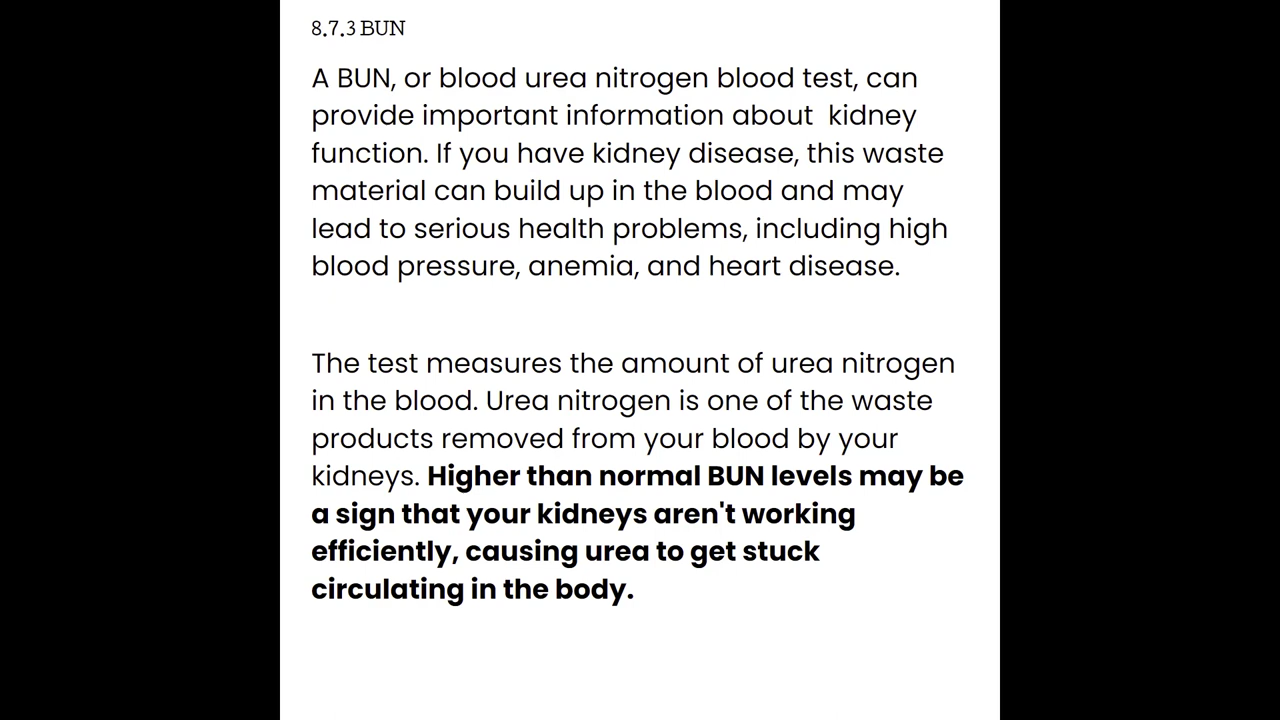 8.7.3 BUN
A BUN, or blood urea nitrogen blood test, can
provide important information about  kidney
function. If you have kidney disease, this waste
material can build up in the blood and may
lead to serious health problems, including high
blood pressure, anemia, and heart disease.
The test measures the amount of urea nitrogen
in the blood. Urea nitrogen is one of the waste
products removed from your blood by your
kidneys. Higher than normal BUN levels may be
a sign that your kidneys aren't working
efficiently, causing urea to get stuck
circulating in the body.